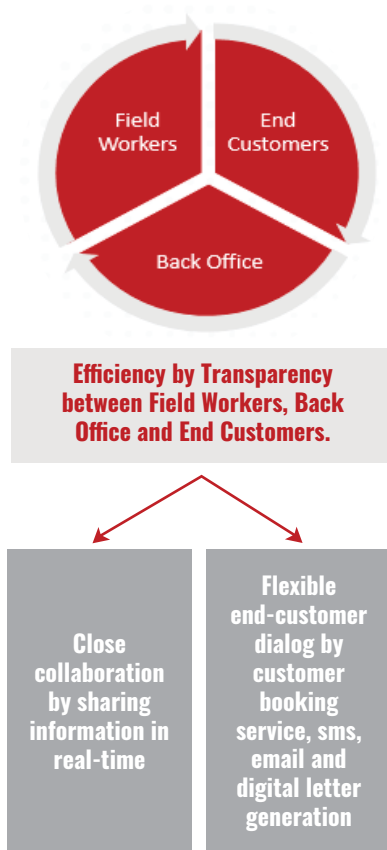 Field
Workers
End
Customers
Back Office
Efficiency by Transparency
between Field Workers, Back
Office and End Customers.
Close
collaboration
by sharing
information in
real-time
Flexible
end-customer
dialog by
customer
booking
service, sms,
email and
digital letter
generation